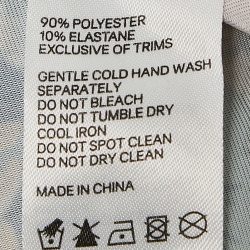 90% POLYESTER
10% ELASTANE
EXCLUSIVE OF TRIMS
GENTLE COLD HAND WASH
SEPARATELY
DO NOT BLEACH
DO NOT TUMBLE DRY
COOL IRON
DO NOT SPOT CLEAN
DO NOT DRY CLEAN
MADE IN CHINA